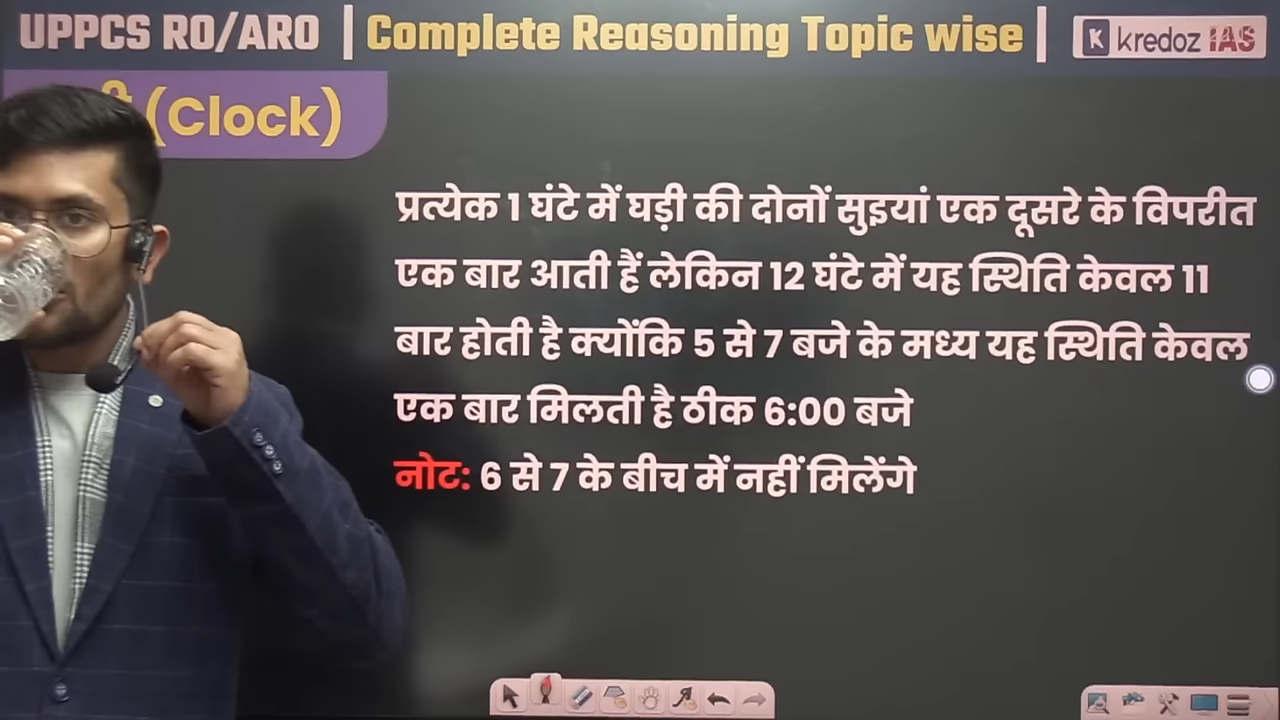 UPPCS RO/ARO | Complete Reasoning Topic wise |
K kredoz IAS
(Clock)
प्रत्येक 1 घंटे में घड़ी की दोनों सुइयां एक दूसरे के विपरीत
एक बार आती हैं लेकिन 12 घंटे में यह स्थिति केवल 11
बार होती है क्योंकि 5 से 7 बजे के मध्य यह स्थिति केवल
एक बार मिलती है ठीक 6:00 बजे
नोट: 6 से 7 के बीच में नहीं मिलेंगे